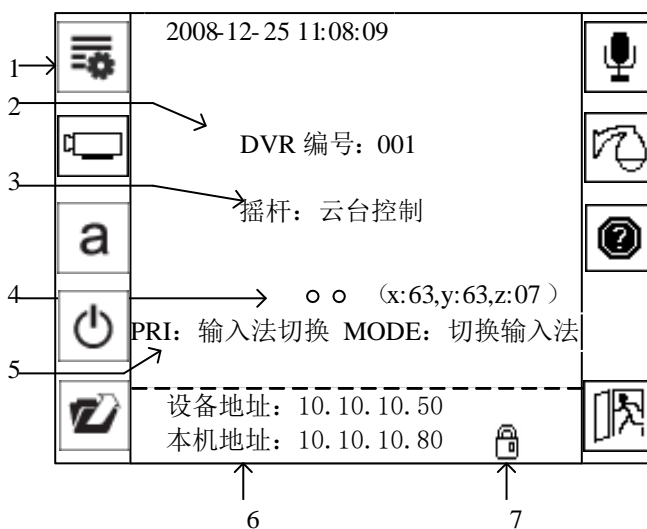 2008-12-25 11:08:09
1
2
DVR 编号：001
3
摇杆：云台控制
a
4
（x:63,y:63,z:07 ）
PRI：输入法切换 MODE：切换输入法
5
设备地址：10.10.10.50
本机地址：10.10.10.80
6 7